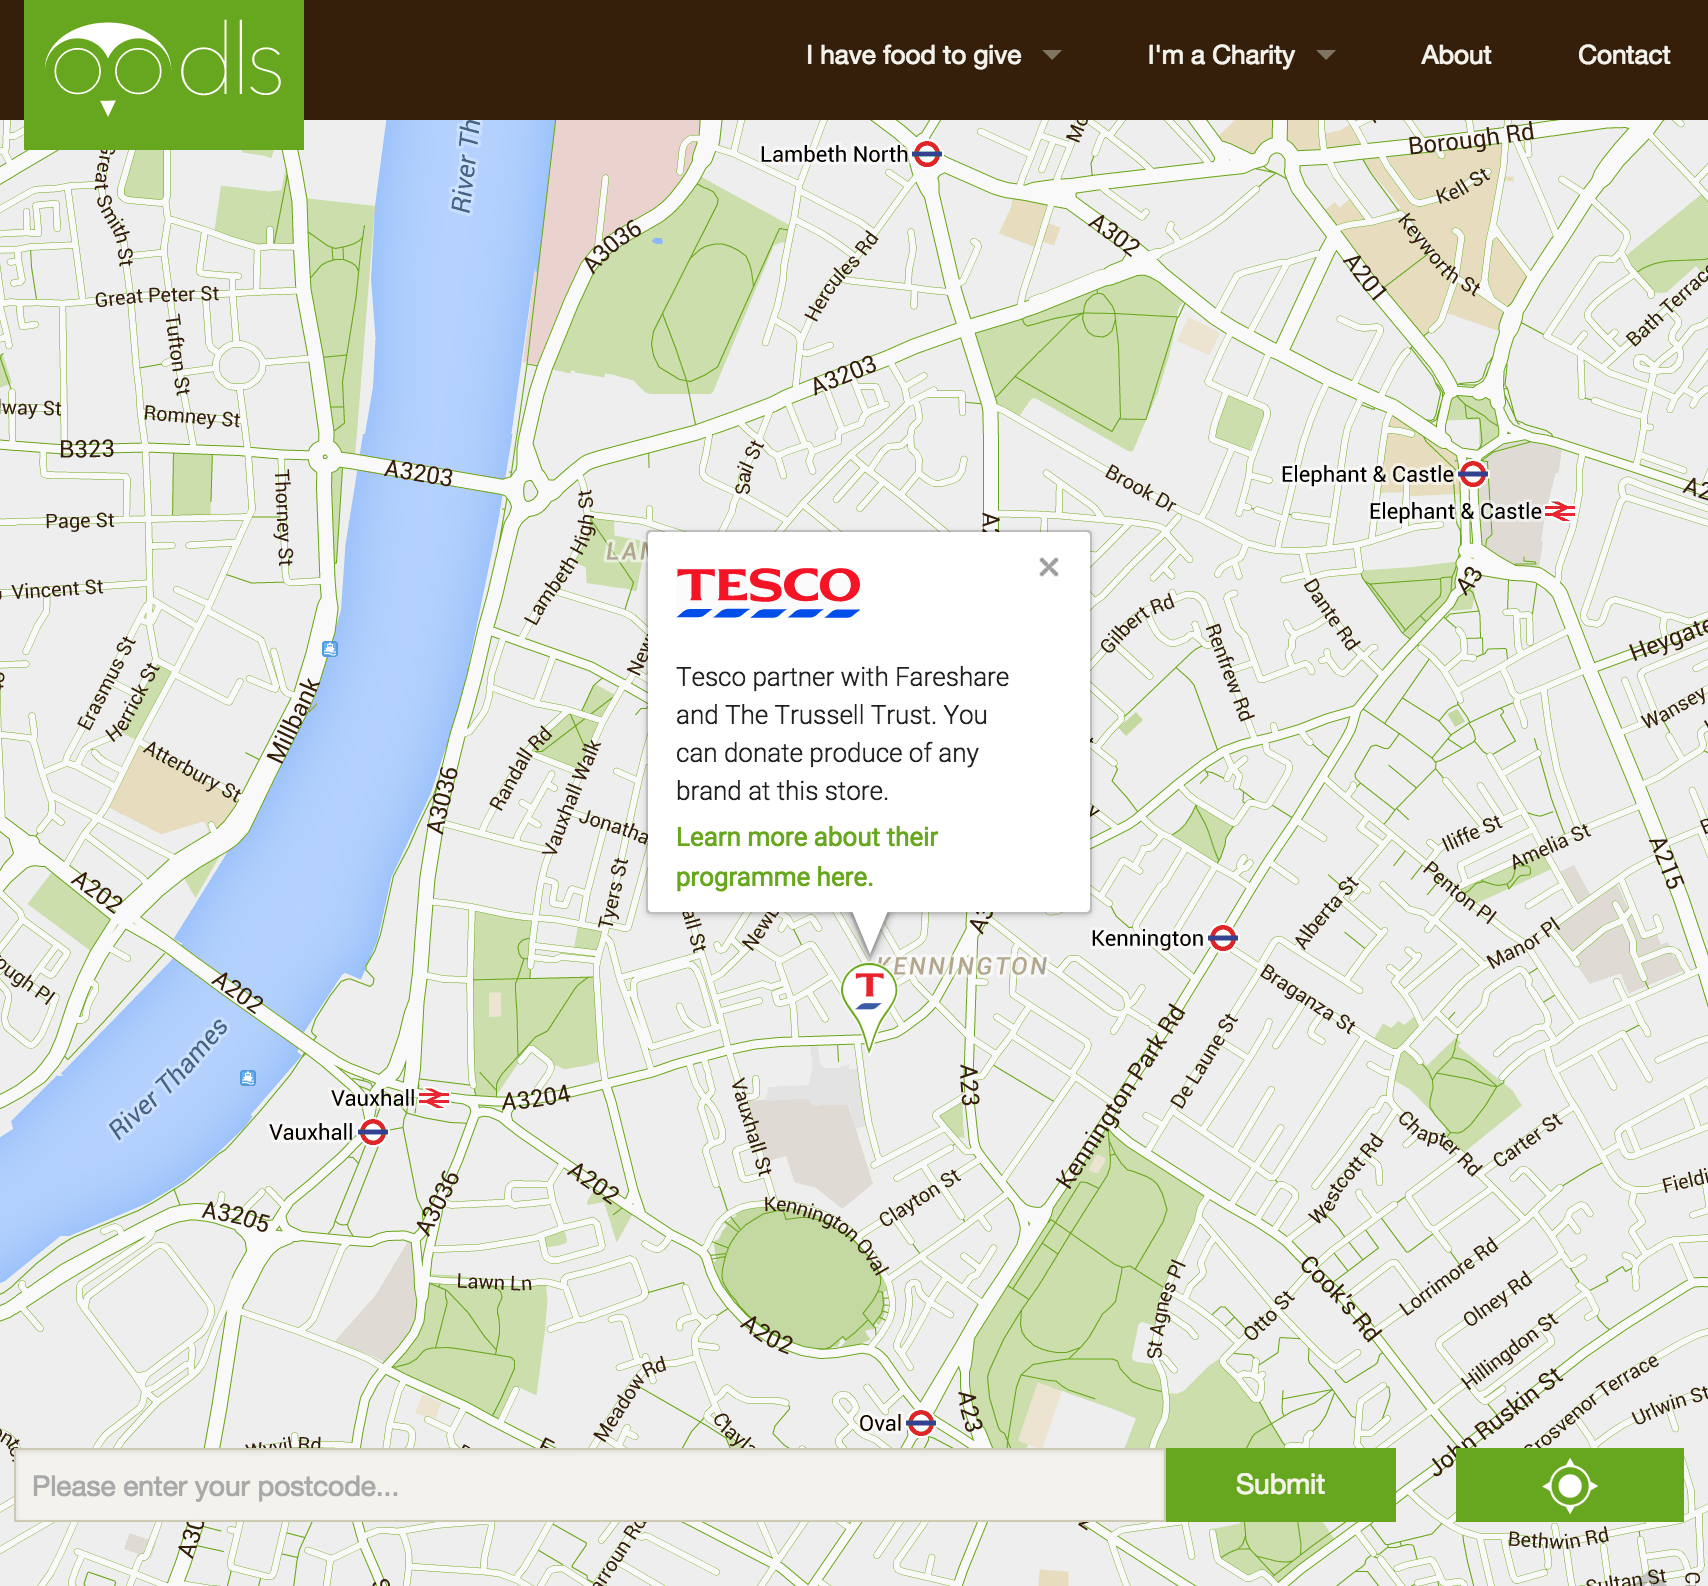 oodls
I have food to give
I'm a Charity
About
Contact
River Th
Great Smith St
Lambeth North
Borough Rd
Kell St
Keyworth St
A302
A3036
A201
Hercules Rd
Bath Terrace
Great Peter St
Tufton St
A3203
lway St
Romney St
B323
A3203
Sail St
Thorney St
Brook Dr
Elephant & Castle
Elephant & Castle
Page St
Lambeth High St
Vincent St
Dante Rd
Gilbert Rd
Renfrew Rd
A3
Heygate
Wansey
Erasmus St
Herrick St
Millbank
Atterbury St
Randall Rd
Vauxhall Walk
A3036
Jonatha
Tyers St
TESCO
Tesco partner with Fareshare
and The Trussell Trust. You
can donate produce of any
brand at this store.
Learn more about their
programme here.
Iliffe St
Amelia St
A215
Penton Pl
Alberta St
Manor Pl
A202
ough Pl
A202
River Thames
Kennington
KENNINGTON
T
Braganza St
De Laune St
Kennington Park Rd
Vauxhall
Vauxhall
A3204
Vauxhall St
A23
Chapter Rd
Carter St
Westcott Rd
Fieldi
A202
A3036
A3205
Clayton St
Kennington Oval
Lawn Ln
St Agnes Pl
Cook's Rd
Lorrimore Rd
Olney Rd
Otto St
Hillingdon St
A202
Meadow Rd
John Ruskin St
Grosvenor Terrace
Urlwin St
Oval
A23
Wyvil Rd
Please enter your postcode...
Submit
Bethwin Rd
Sultan St